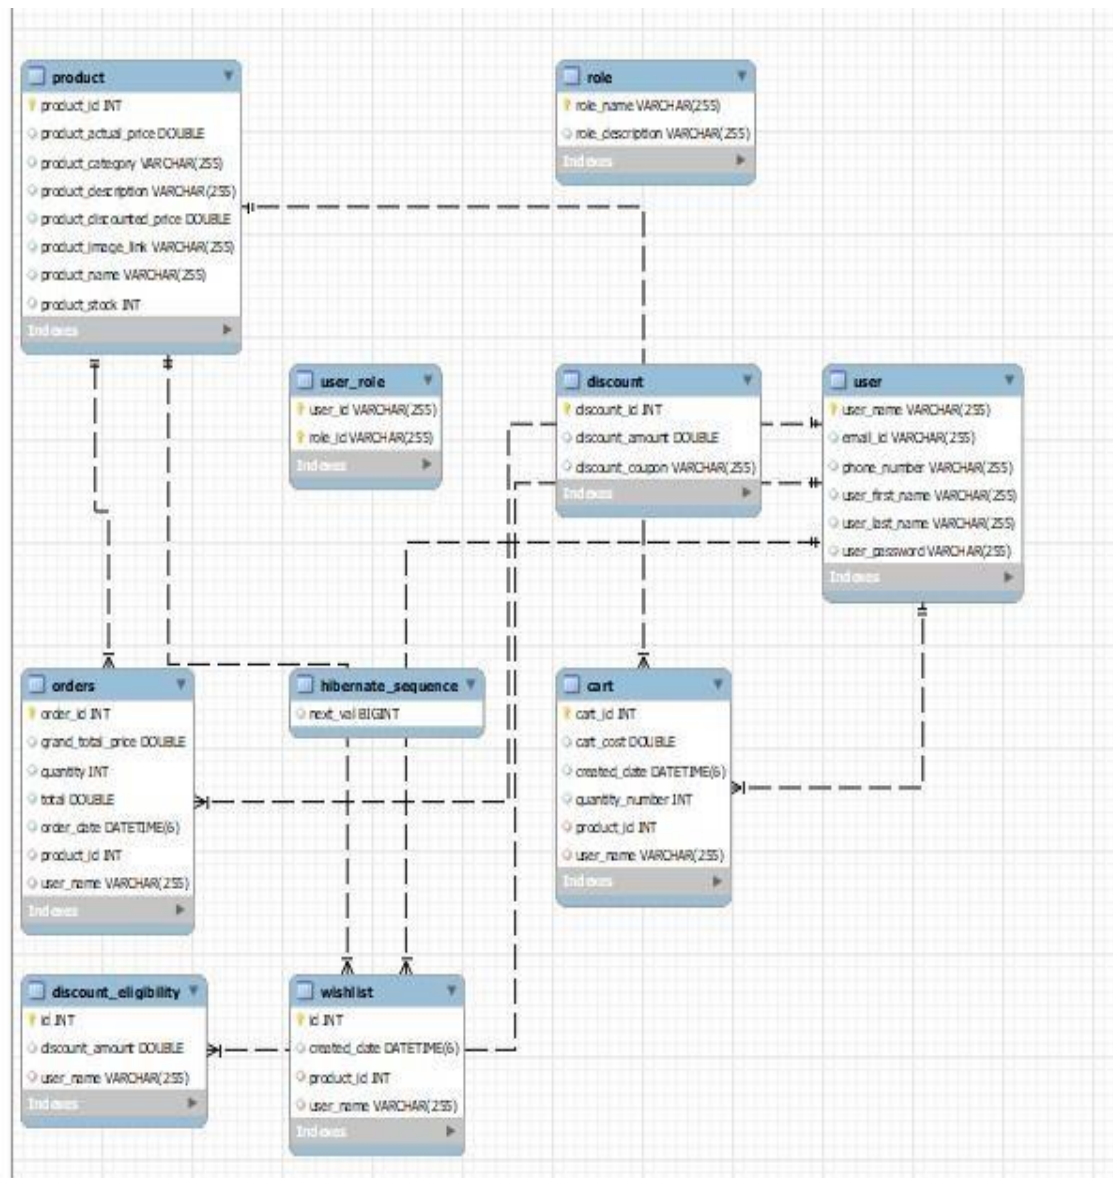 product
product_id INT
product_actual_price DOUBLE
product_category VARCHAR(255)
product_description VARCHAR(255)
product_discounted_price DOUBLE
product_image_link VARCHAR(255)
product_name VARCHAR(255)
product_stock INT
Indexes
role
role_name VARCHAR(255)
role_description VARCHAR(255)
Indexes
user_role
user_id VARCHAR(255)
role_id VARCHAR(255)
Indexes
discount
discount_id INT
discount_amount DOUBLE
discount_coupon VARCHAR(255)
Indexes
user
user_name VARCHAR(255)
email_id VARCHAR(255)
phone_number VARCHAR(255)
user_first_name VARCHAR(255)
user_last_name VARCHAR(255)
user_password VARCHAR(255)
Indexes
orders
order_id INT
grand_total_price DOUBLE
quantity INT
total DOUBLE
order_date DATETIME(6)
product_id INT
user_name VARCHAR(255)
Indexes
hibernate_sequence
next_val BIGINT
cart
cart_id INT
cart_cost DOUBLE
created_date DATETIME(6)
quantity_number INT
product_id INT
user_name VARCHAR(255)
Indexes
discount_eligibility
id INT
discount_amount DOUBLE
user_name VARCHAR(255)
Indexes
wishlist
id INT
created_date DATETIME(6)
product_id INT
user_name VARCHAR(255)
Indexes